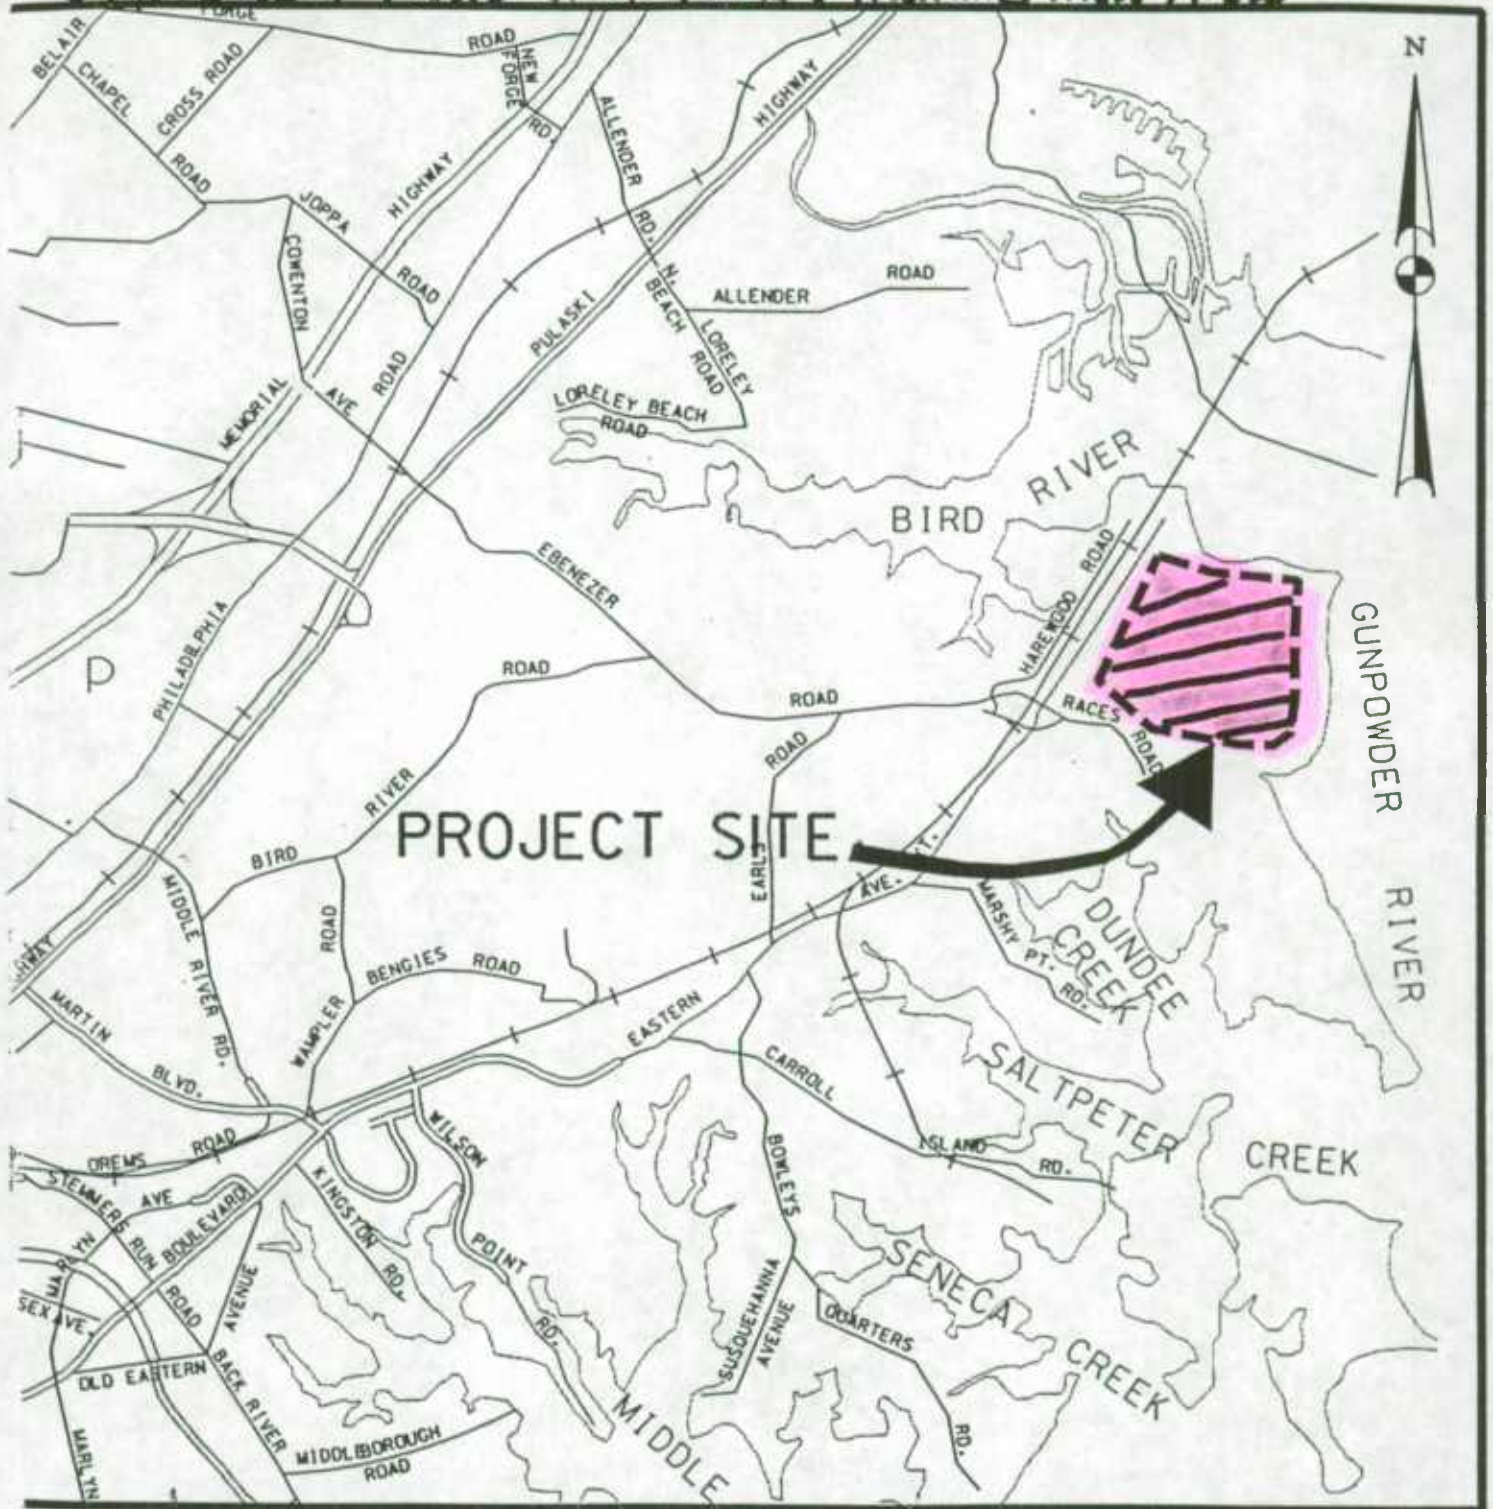 FORGE
ROAD
BELAIR
CHAPEL
ROAD
CROSS ROAD
NEW
FORGE
RD.
ALLENDER
RD.
HIGHWAY
N
JOPPA
ROAD
HIGHWAY
COWENTON
AVE
ROAD
PULASKI
N.
BEACH ROAD
LORELEY
ALLENDER
ROAD
LORELEY BEACH
ROAD
MEMORIAL
BIRD
RIVER
EBENEZER
ROAD
HAREWOOD
ROAD
RACES
ROAD
GUNPOWDER
RIVER
P
PHILADELPHIA
ROAD
RIVER
BIRD
ROAD
EARLS
PROJECT SITE
PT.
AVE.
MARSHY
PT.
RD.
DUNDEE
CREEK
MIDDLE RIVER RD.
ROAD
WAMPLER
BENGIES
ROAD
EASTERN
HWAY
MARTIN
BLVD.
CARROLL
ISLAND
RD.
SALTPETER
CREEK
OREMS
ROAD
WILSON
POINT
RD.
BOWLEYS
QUARTERS
RD.
STEMMERS RUN
ROAD
AVE
BOULEVARD
KINGSTON
RD.
MARLYN
SEX AVE.
AVENUE
SUSQUEHANNA
AVENUE
SENECA
CREEK
OLD EASTERN
BACK RIVER
MIDDLEBOROUGH
ROAD
MIDDLE
MARLYN